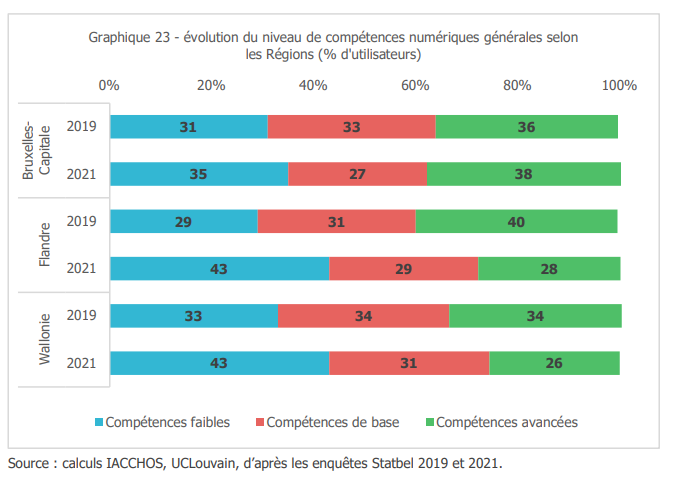 Graphique 23 - évolution du niveau de compétences numériques générales selon
les Régions (% d'utilisateurs)
0% 20% 40% 60% 80% 100%
Bruxelles-
Capitale
2019 31 33 36
2021 35 27 38
Flandre
2019 29 31 40
2021 43 29 28
Wallonie
2019 33 34 34
2021 43 31 26
Compétences faibles Compétences de base Compétences avancées
Source : calculs IACCHOS, UCLouvain, d'après les enquêtes Statbel 2019 et 2021.